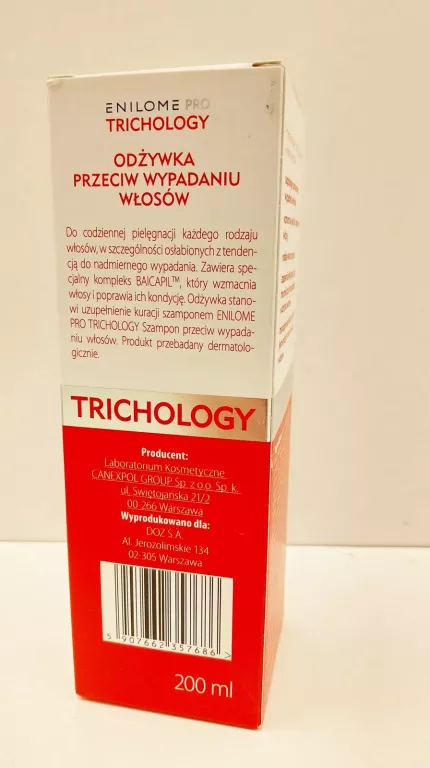 ENILOME PRO
TRICHOLOGY
ODŻYWKA
PRZECIW WYPADANIU
WŁOSÓW
Do codziennej pielęgnacji każdego rodzaju
włosów, w szczególności osłabionych z tenden-
cją do nadmiernego wypadania. Zawiera spe-
cjalny kompleks BAICAPIL™, który wzmacnia
włosy i poprawia ich kondycję. Odżywka stano-
wi uzupełnienie kuracji szamponem ENILOME
PRO TRICHOLOGY Szampon przeciw wypada-
niu włosów. Produkt przebadany dermatolo-
gicznie.
TRICHOLOGY
Producent:
Laboratorium Kosmetyczne
CANEXPOL GROUP Sp. z o.o. Sp. k.
ul. Świętojańska 21/2
00-266 Warszawa
Wyprodukowano dla:
DOZ S.A.
Al. Jerozolimskie 134
02-305 Warszawa
5 907662 357686 >
200 ml